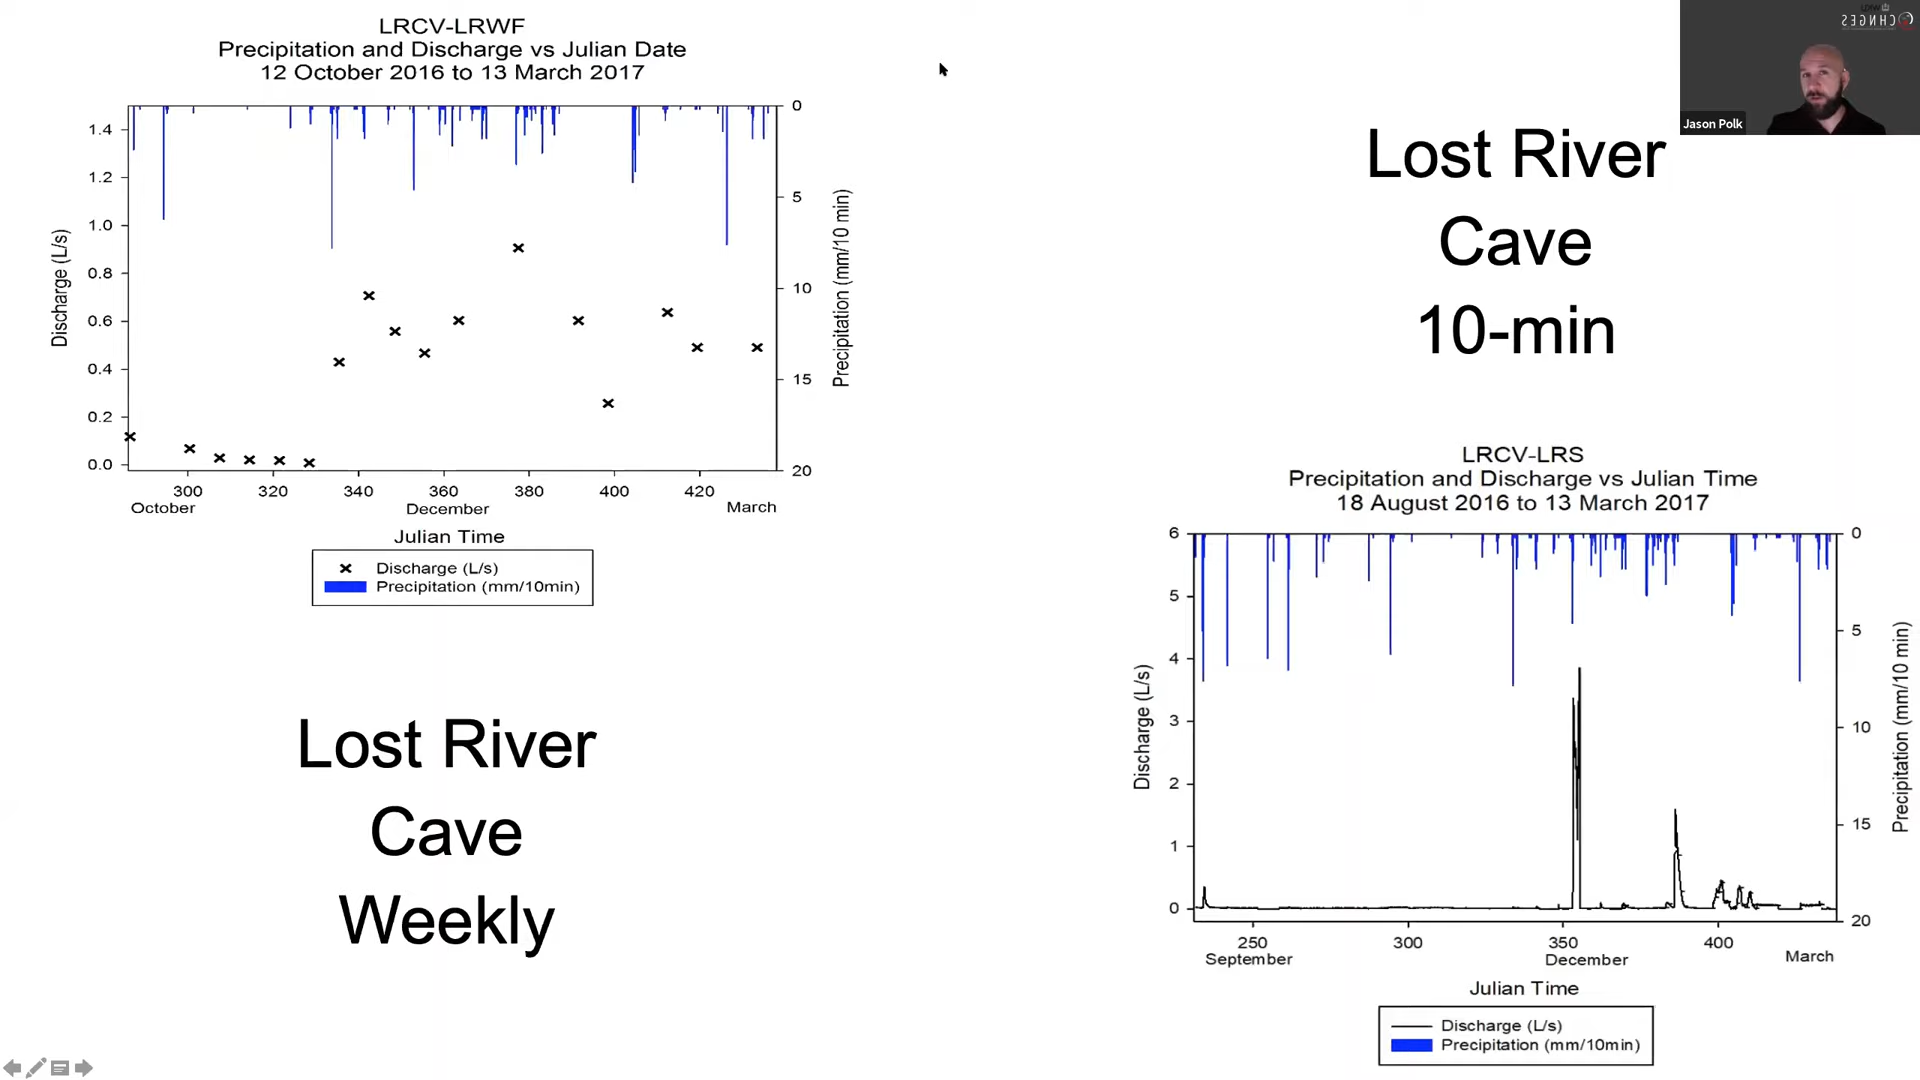 LRCV-LRWF
Precipitation and Discharge vs Julian Date
12 October 2016 to 13 March 2017
Discharge (L/s)
1.4
1.2
1.0
0.8
0.6
0.4
0.2
0.0
0
5
10
15
20
Precipitation (mm/10 min)
300 320 340 360 380 400 420
October December March
Julian Time
Discharge (L/s)
Precipitation (mm/10min)
Lost River
Cave
Weekly
Jason Polk
Lost River
Cave
10-min
LRCV-LRS
Precipitation and Discharge vs Julian Time
18 August 2016 to 13 March 2017
Discharge (L/s)
6
5
4
3
2
1
0
0
5
10
15
20
Precipitation (mm/10 min)
250 300 350 400
September December March
Julian Time
Discharge (L/s)
Precipitation (mm/10min)